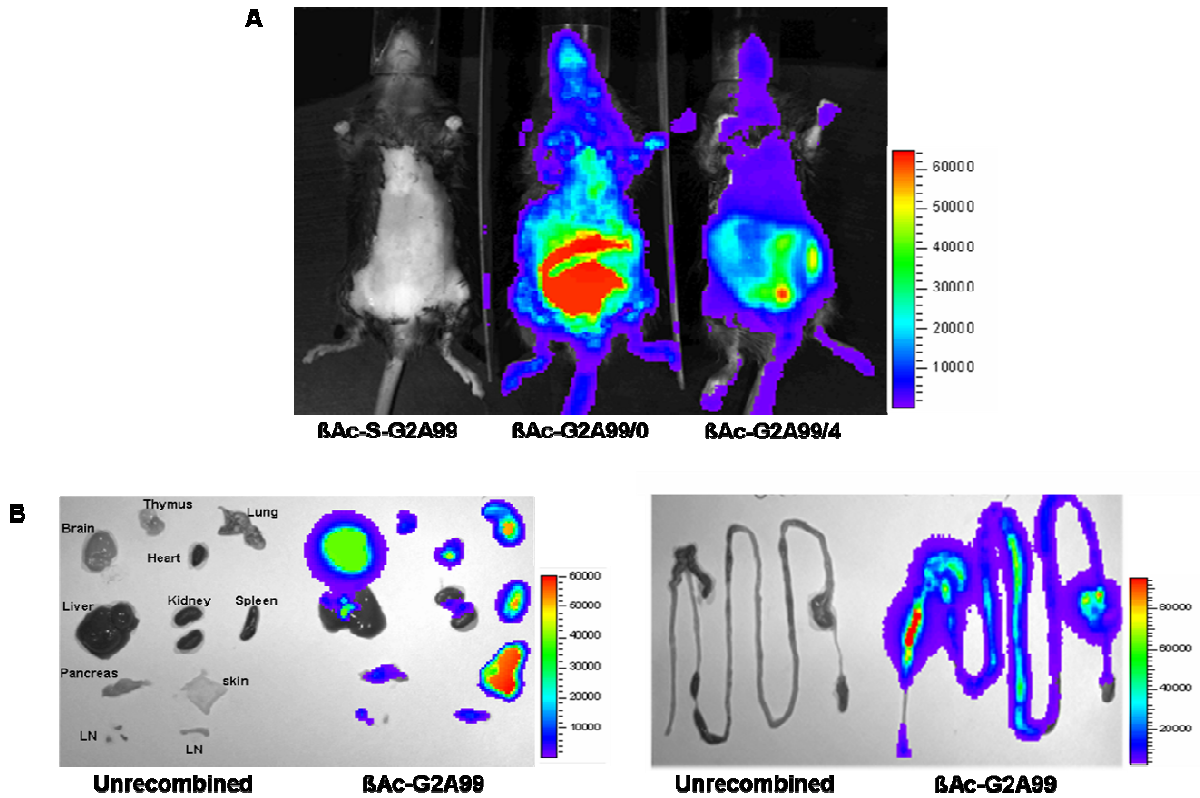 A
60000
50000
40000
30000
20000
10000
ßAc-S-G2A99 ßAc-G2A99/0 ßAc-G2A99/4
B
Thymus
Lung
Brain
Heart
Liver Kidney Spleen
Pancreas skin
LN LN
60000
50000
40000
30000
20000
10000
80000
60000
40000
20000
Unrecombined ßAc-G2A99 Unrecombined ßAc-G2A99